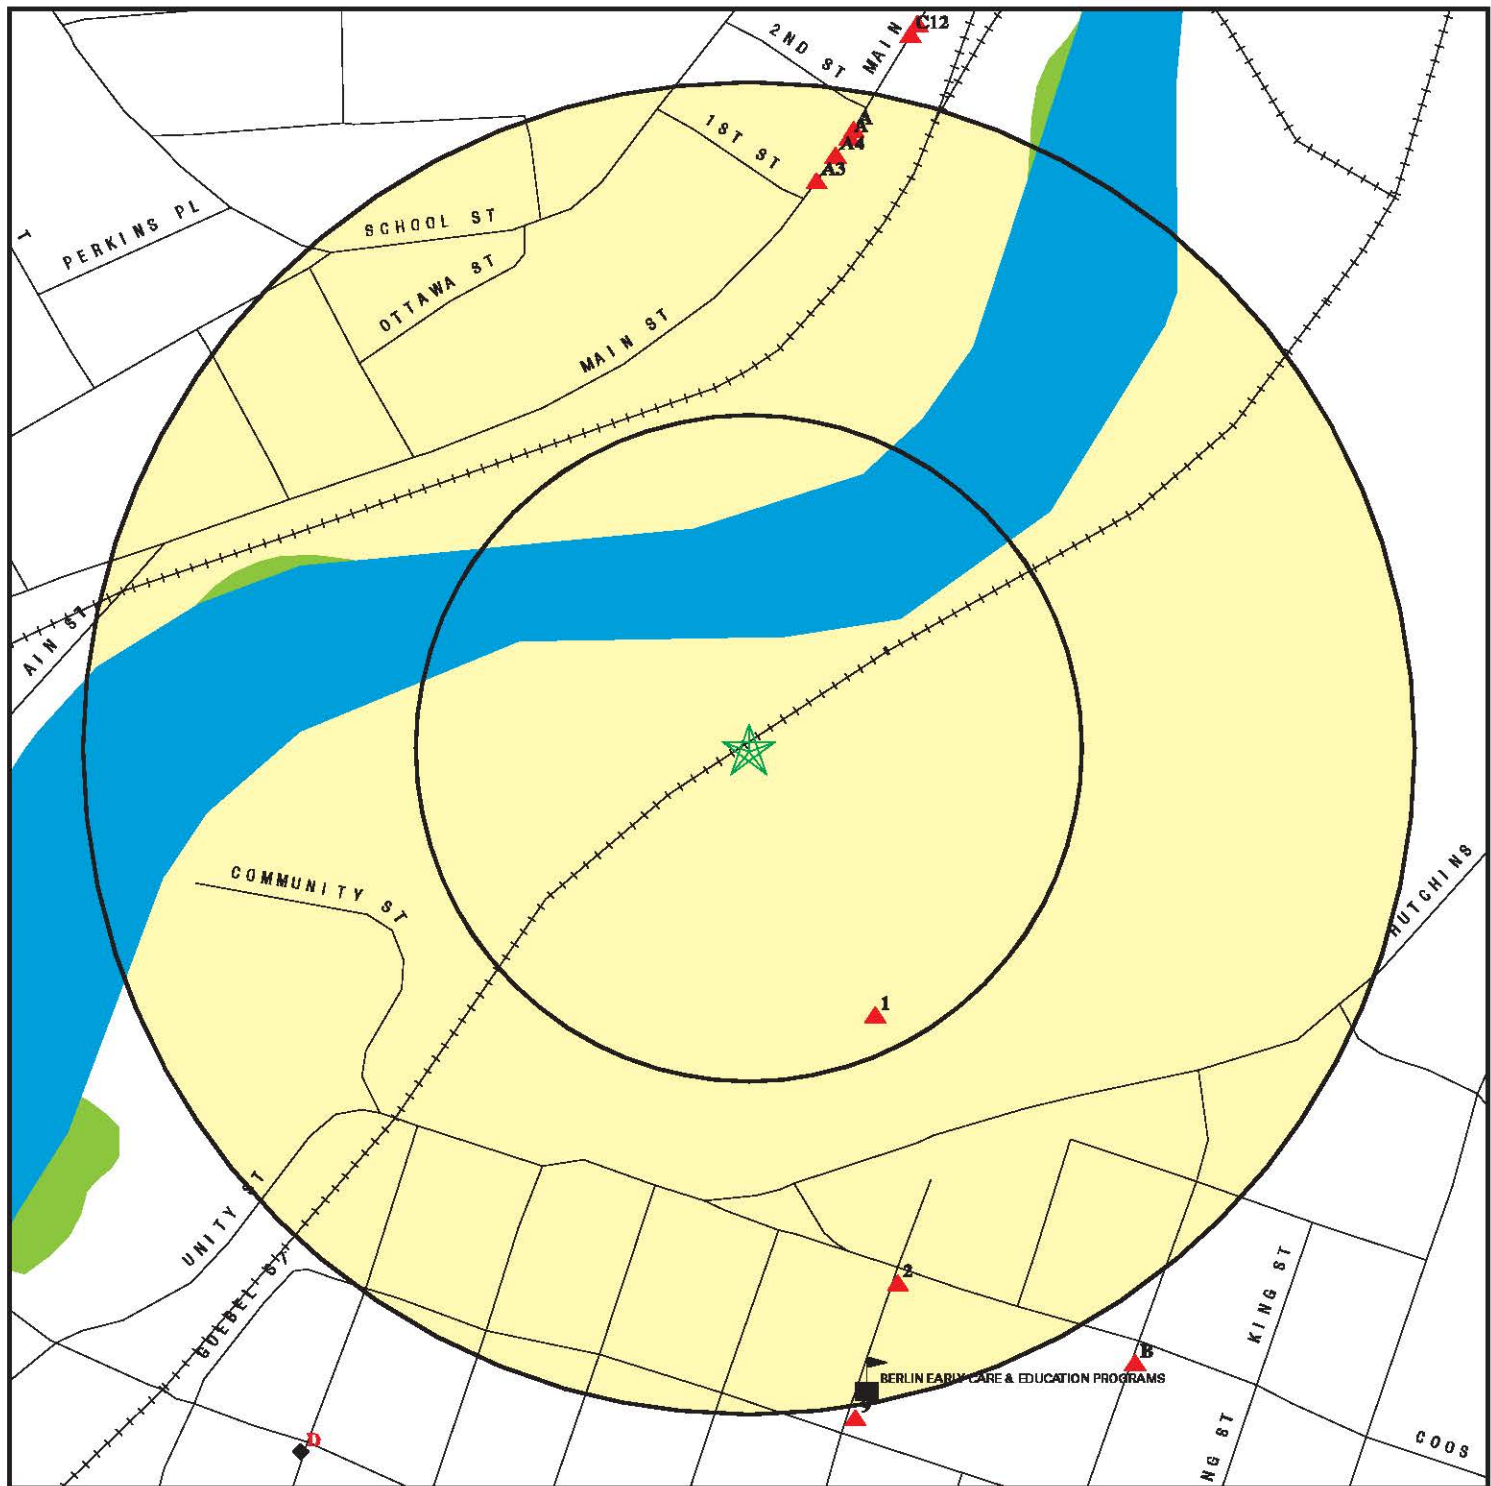 C12
2ND ST
MAIN
A
A
A4
1ST ST
A3
T
PERKINS PL
SCHOOL ST
OTTAWA ST
MAIN ST
AIN ST
COMMUNITY ST
HUTCHINS
1
UNITY ST
2
KING ST
GUEBEL ST
B
BERLIN EARLY CARE & EDUCATION PROGRAMS
D
NG ST
COOS